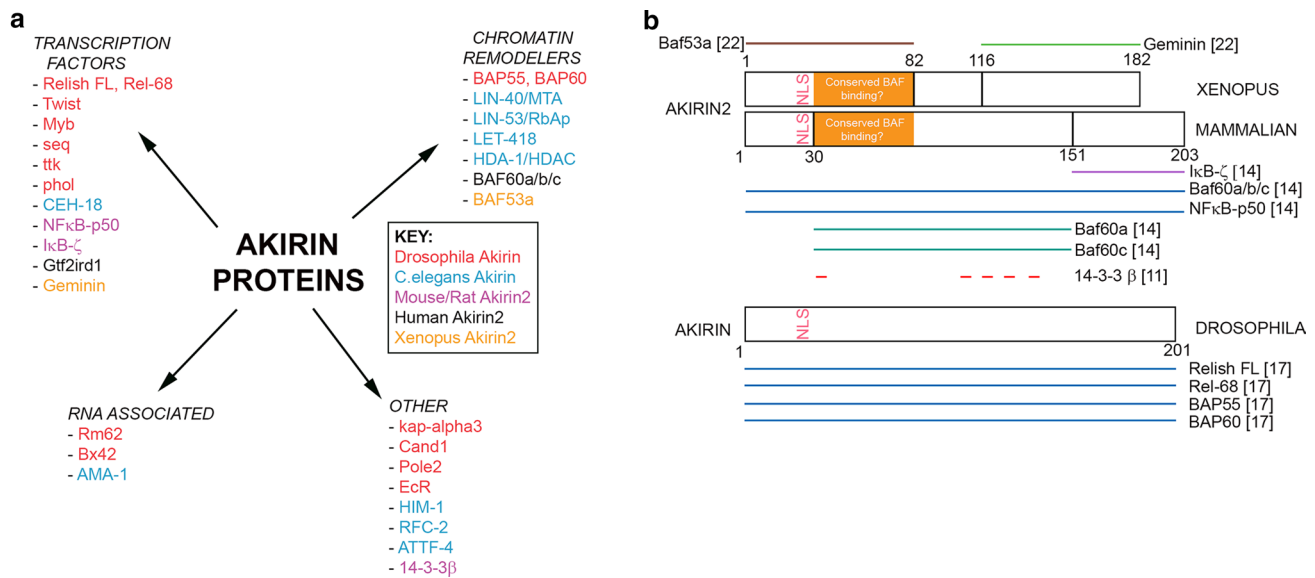 a
TRANSCRIPTION
FACTORS
- Relish FL, Rel-68
- Twist
- Myb
- seq
- ttk
- phol
- CEH-18
- NFκB-p50
- IκB-ζ
- Gtf2ird1
- Geminin
CHROMATIN
REMODELERS
- BAP55, BAP60
- LIN-40/MTA
- LIN-53/RbAp
- LET-418
- HDA-1/HDAC
- BAF60a/b/c
- BAF53a
AKIRIN
PROTEINS
KEY:
Drosophila Akirin
C.elegans Akirin
Mouse/Rat Akirin2
Human Akirin2
Xenopus Akirin2
RNA ASSOCIATED
- Rm62
- Bx42
- AMA-1
OTHER
- kap-alpha3
- Cand1
- Pole2
- EcR
- HIM-1
- RFC-2
- ATTF-4
- 14-3-3β
b
Baf53a [22]
Geminin [22]
1 82 116 182
NLS
Conserved BAF
binding?
XENOPUS
AKIRIN2
NLS
Conserved BAF
binding?
MAMMALIAN
1 30 151 203
IκB-ζ [14]
Baf60a/b/c [14]
NFκB-p50 [14]
Baf60a [14]
Baf60c [14]
14-3-3 β [11]
AKIRIN
NLS
DROSOPHILA
1 201
Relish FL [17]
Rel-68 [17]
BAP55 [17]
BAP60 [17]